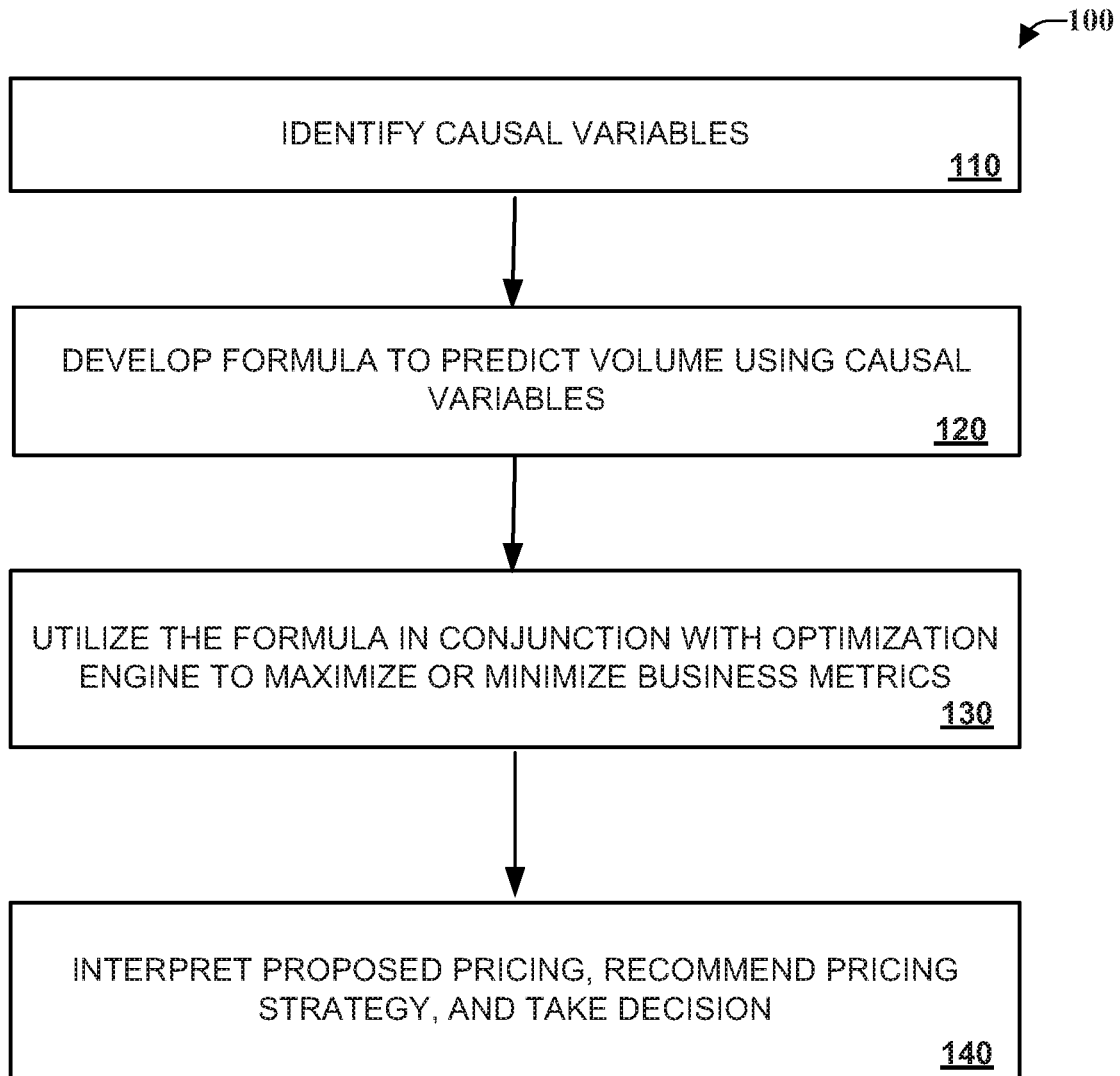 100
IDENTIFY CAUSAL VARIABLES
110
DEVELOP FORMULA TO PREDICT VOLUME USING CAUSAL
VARIABLES
120
UTILIZE THE FORMULA IN CONJUNCTION WITH OPTIMIZATION
ENGINE TO MAXIMIZE OR MINIMIZE BUSINESS METRICS
130
INTERPRET PROPOSED PRICING, RECOMMEND PRICING
STRATEGY, AND TAKE DECISION
140